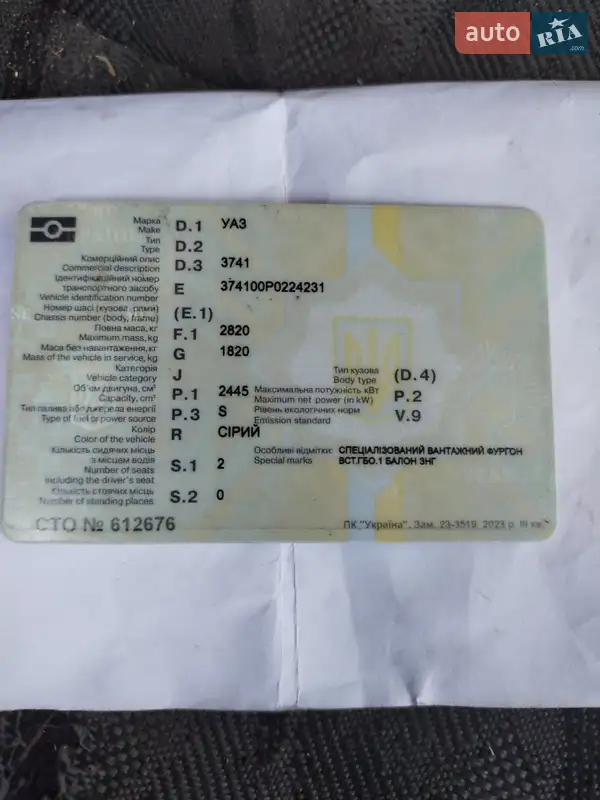 auto RIA .com
Марка D.1 УАЗ
Make
Тип D.2
Type
Комерційний опис D.3 3741
Commercial description
Ідентифікаційний номер
транспортного засобу E 374100P0224231
Vehicle identification number
Номер шасі (кузова, рами) (E.1)
Chassis number (body, frame)
Повна маса, кг F.1 2820
Maximum mass, kg
Маса без навантаження, кг G 1820
Mass of the vehicle in service, kg
Категорія J Тип кузова (D.4)
Vehicle category Body type
Об'єм двигуна, см³ P.1 2445 Максимальна потужність кВт P.2
Capacity, cm³ Maximum net power (in kW)
Тип палива або джерела енергії P.3 S Рівень екологічних норм V.9
Type of fuel or power source Emission standard
Колір R СІРИЙ
Color of the vehicle
Кількість сидячих місць Особливі відмітки: СПЕЦІАЛІЗОВАНИЙ ВАНТАЖНИЙ ФУРГОН
з місцем водія S.1 2 Special marks ВСТ.ГБО.1 БАЛОН ЗНГ
Number of seats
including the driver's seat
Кількість стоячих місць S.2 0
Number of standing places
СТО № 612676 ПК "Україна", Зам. 23-3519, 2023 р. III кв.